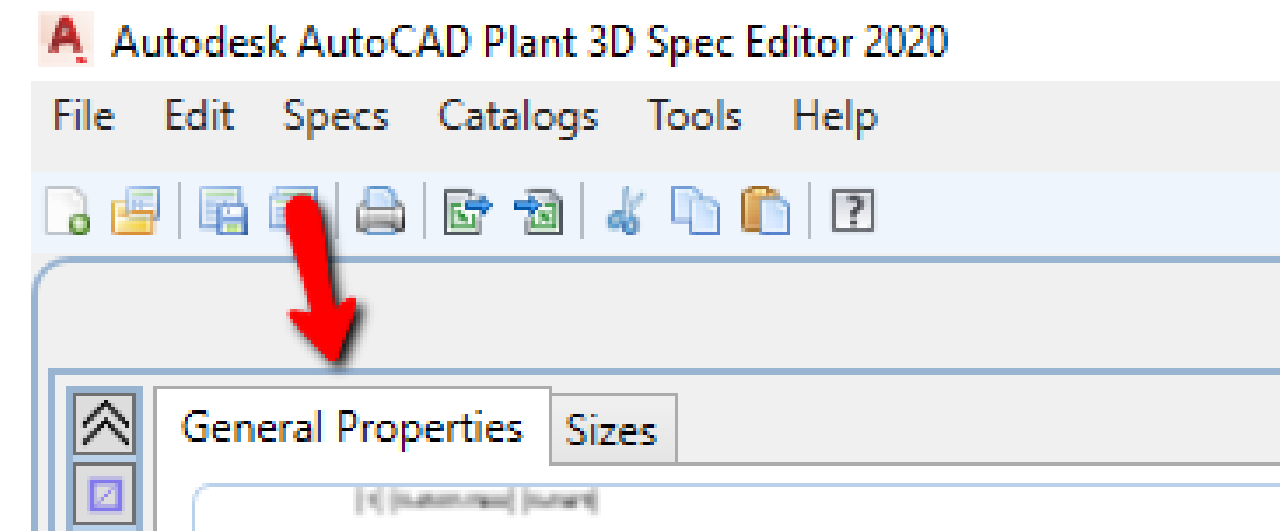 Autodesk AutoCAD Plant 3D Spec Editor 2020
File Edit Specs Catalogs Tools Help
General Properties Sizes